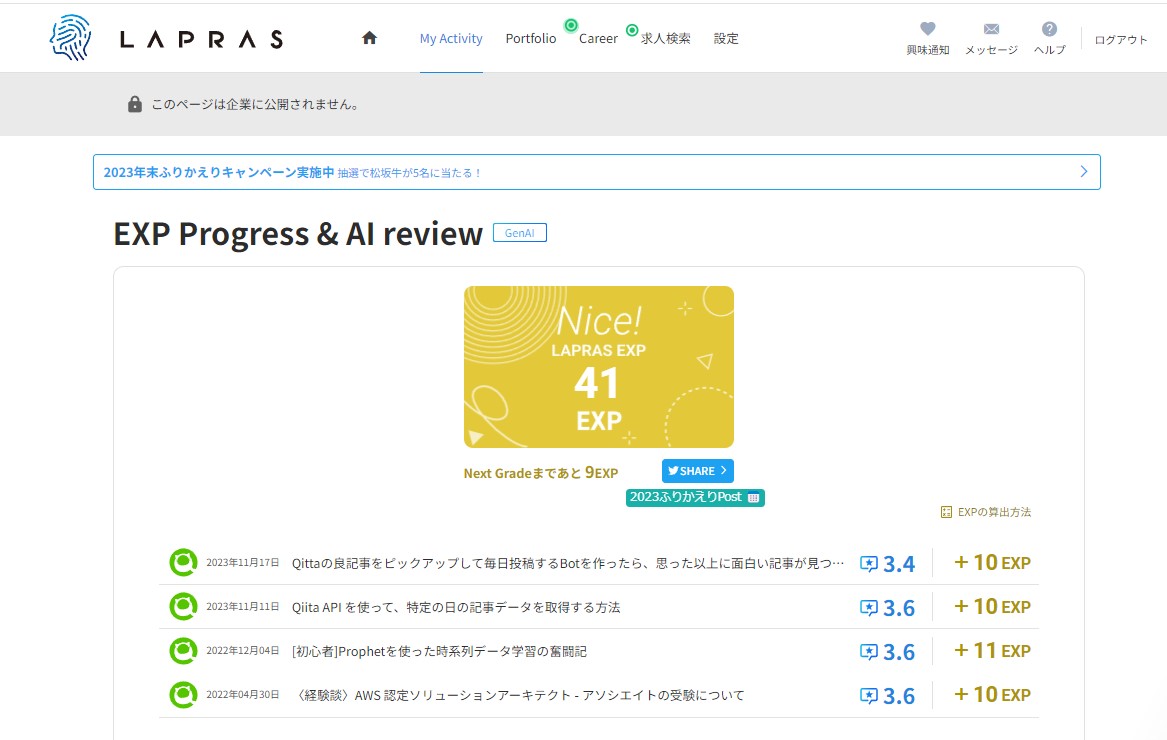 LAPRAS
My Activity
Portfolio
Career
求人検索
設定
興味通知
メッセージ
ヘルプ
ログアウト
このページは企業に公開されません。
2023年末ふりかえりキャンペーン実施中 抽選で松坂牛が5名に当たる！
EXP Progress & AI review GenAI
Nice!
LAPRAS EXP
41
EXP
Next Gradeまであと 9EXP
SHARE
2023ふりかえりPost
EXPの算出方法
2023年11月17日 Qittaの良記事をピックアップして毎日投稿するBotを作ったら、思った以上に面白い記事が見つ… 3.4 + 10 EXP
2023年11月11日 Qiita API を使って、特定の日の記事データを取得する方法 3.6 + 10 EXP
2022年12月04日 [初心者]Prophetを使った時系列データ学習の奮闘記 3.6 + 11 EXP
2022年04年30日 〈経験談〉AWS 認定ソリューションアーキテクト - アソシエイトの受験について 3.6 + 10 EXP